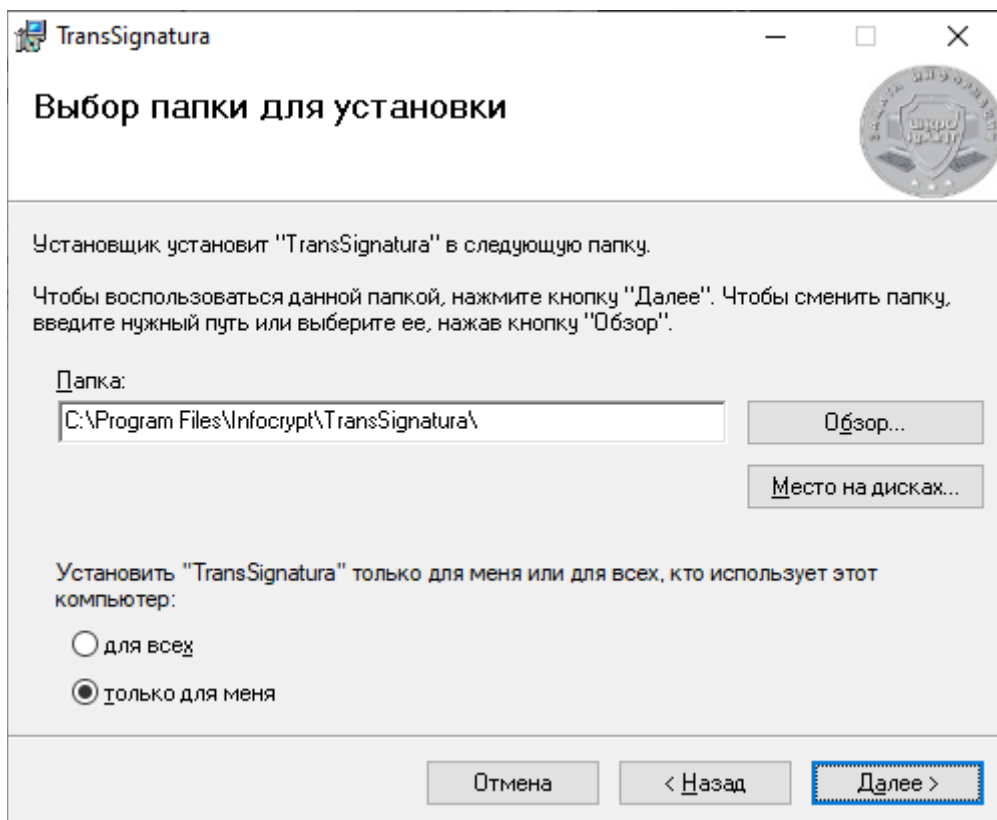 TransSignatura
Выбор папки для установки
ЗАЩИТА ИНФОРМАЦИИ
Установщик установит "TransSignatura" в следующую папку.
Чтобы воспользоваться данной папкой, нажмите кнопку "Далее". Чтобы сменить папку,
введите нужный путь или выберите ее, нажав кнопку "Обзор".
Папка:
C:\Program Files\Infocrypt\TransSignatura\
Обзор...
Место на дисках...
Установить "TransSignatura" только для меня или для всех, кто использует этот
компьютер:
для всех
только для меня
Отмена
< Назад
Далее >